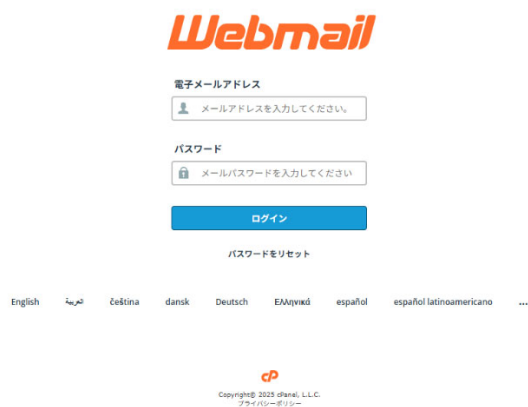 Webmail
電子メールアドレス
メールアドレスを入力してください。
パスワード
メールパスワードを入力してください
ログイン
パスワードをリセット
English العربية čeština dansk Deutsch Ελληνικά español español latinoamericano ...
cP
Copyright© 2025 cPanel, L.L.C.
プライバシーポリシー